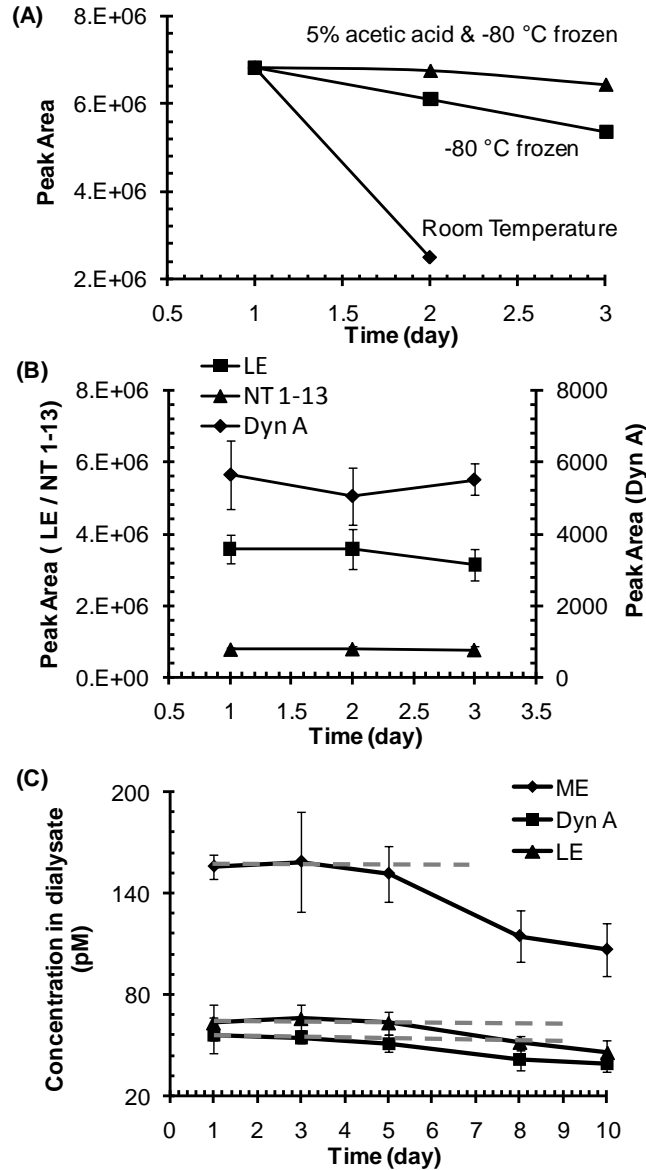 (A)
5% acetic acid & -80 °C frozen
8.E+06
6.E+06
4.E+06
2.E+06
Peak Area
-80 °C frozen
Room Temperature
0.5 1 1.5 2 2.5 3
Time (day)
(B)
LE
NT 1-13
Dyn A
8.E+06
6.E+06
4.E+06
2.E+06
0.E+00
Peak Area ( LE / NT 1-13)
8000
6000
4000
2000
0
Peak Area (Dyn A)
0.5 1 1.5 2 2.5 3 3.5
Time (day)
(C)
ME
Dyn A
LE
200
140
80
20
Concentration in dialysate
(pM)
0 1 2 3 4 5 6 7 8 9 10
Time (day)